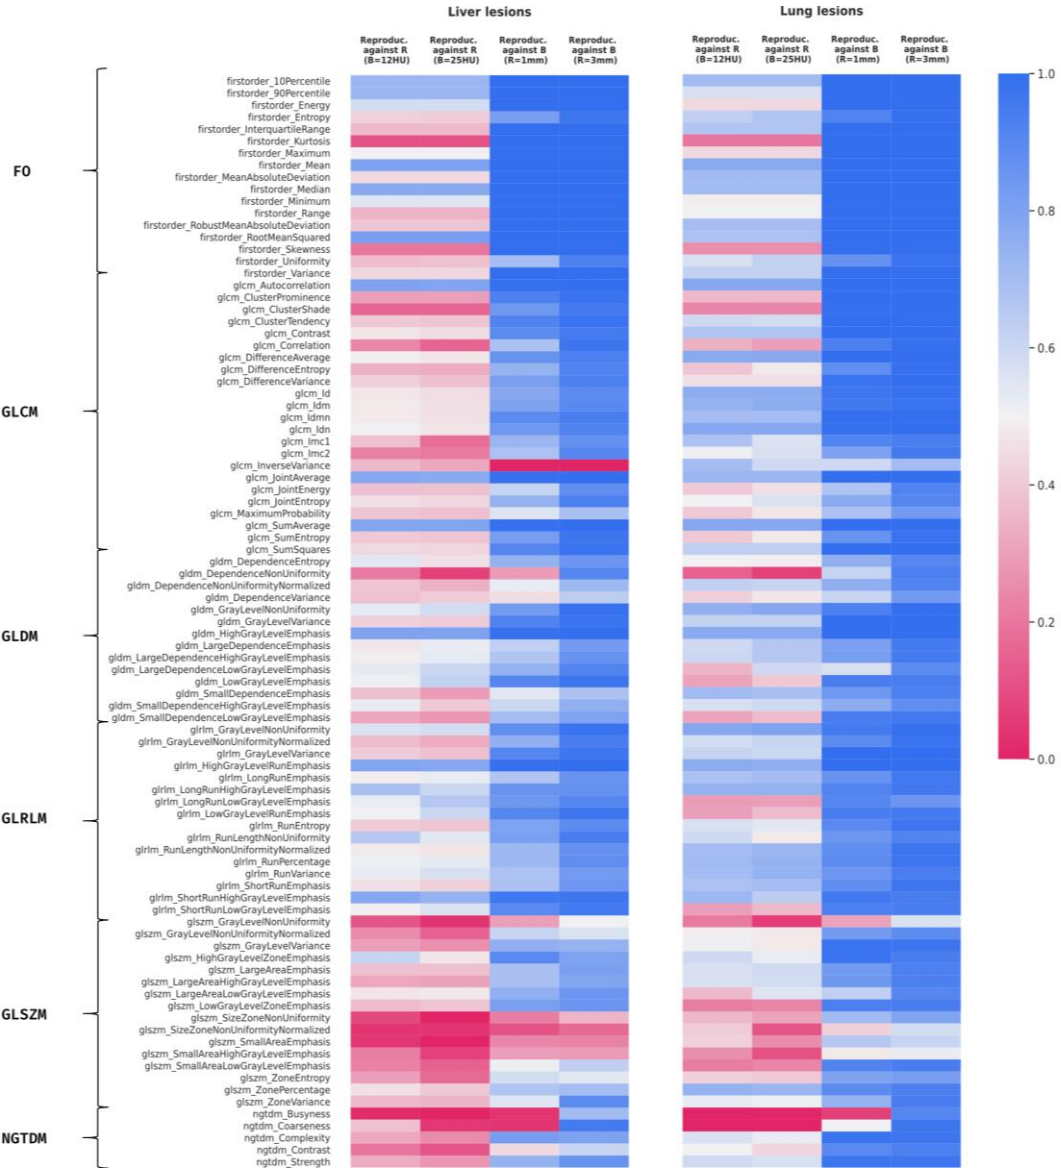 Liver lesions
Lung lesions
Reproduc. against R (B=12HU)
Reproduc. against R (B=25HU)
Reproduc. against B (R=1mm)
Reproduc. against B (R=3mm)
Reproduc. against R (B=12HU)
Reproduc. against R (B=25HU)
Reproduc. against B (R=1mm)
Reproduc. against B (R=3mm)
FO
firstorder_10Percentile
firstorder_90Percentile
firstorder_Energy
firstorder_Entropy
firstorder_InterquartileRange
firstorder_Kurtosis
firstorder_Maximum
firstorder_Mean
firstorder_MeanAbsoluteDeviation
firstorder_Median
firstorder_Minimum
firstorder_Range
firstorder_RobustMeanAbsoluteDeviation
firstorder_RootMeanSquared
firstorder_Skewness
firstorder_Uniformity
firstorder_Variance
GLCM
glcm_Autocorrelation
glcm_ClusterProminence
glcm_ClusterShade
glcm_ClusterTendency
glcm_Contrast
glcm_Correlation
glcm_DifferenceAverage
glcm_DifferenceEntropy
glcm_DifferenceVariance
glcm_Id
glcm_Idm
glcm_Idmn
glcm_Idn
glcm_Imc1
glcm_Imc2
glcm_InverseVariance
glcm_JointAverage
glcm_JointEnergy
glcm_JointEntropy
glcm_MaximumProbability
glcm_SumAverage
glcm_SumEntropy
glcm_SumSquares
GLDM
gldm_DependenceEntropy
gldm_DependenceNonUniformity
gldm_DependenceNonUniformityNormalized
gldm_DependenceVariance
gldm_GrayLevelNonUniformity
gldm_GrayLevelVariance
gldm_HighGrayLevelEmphasis
gldm_LargeDependenceEmphasis
gldm_LargeDependenceHighGrayLevelEmphasis
gldm_LargeDependenceLowGrayLevelEmphasis
gldm_LowGrayLevelEmphasis
gldm_SmallDependenceEmphasis
gldm_SmallDependenceHighGrayLevelEmphasis
gldm_SmallDependenceLowGrayLevelEmphasis
GLRLM
glrlm_GrayLevelNonUniformity
glrlm_GrayLevelNonUniformityNormalized
glrlm_GrayLevelVariance
glrlm_HighGrayLevelRunEmphasis
glrlm_LongRunEmphasis
glrlm_LongRunHighGrayLevelEmphasis
glrlm_LongRunLowGrayLevelEmphasis
glrlm_LowGrayLevelRunEmphasis
glrlm_RunEntropy
glrlm_RunLengthNonUniformity
glrlm_RunLengthNonUniformityNormalized
glrlm_RunPercentage
glrlm_RunVariance
glrlm_ShortRunEmphasis
glrlm_ShortRunHighGrayLevelEmphasis
glrlm_ShortRunLowGrayLevelEmphasis
GLSZM
glszm_GrayLevelNonUniformity
glszm_GrayLevelNonUniformityNormalized
glszm_GrayLevelVariance
glszm_HighGrayLevelZoneEmphasis
glszm_LargeAreaEmphasis
glszm_LargeAreaHighGrayLevelEmphasis
glszm_LargeAreaLowGrayLevelEmphasis
glszm_LowGrayLevelZoneEmphasis
glszm_SizeZoneNonUniformity
glszm_SizeZoneNonUniformityNormalized
glszm_SmallAreaEmphasis
glszm_SmallAreaHighGrayLevelEmphasis
glszm_SmallAreaLowGrayLevelEmphasis
glszm_ZoneEntropy
glszm_ZonePercentage
glszm_ZoneVariance
NGTDM
ngtdm_Busyness
ngtdm_Coarseness
ngtdm_Complexity
ngtdm_Contrast
ngtdm_Strength
1.0
0.8
0.6
0.4
0.2
0.0